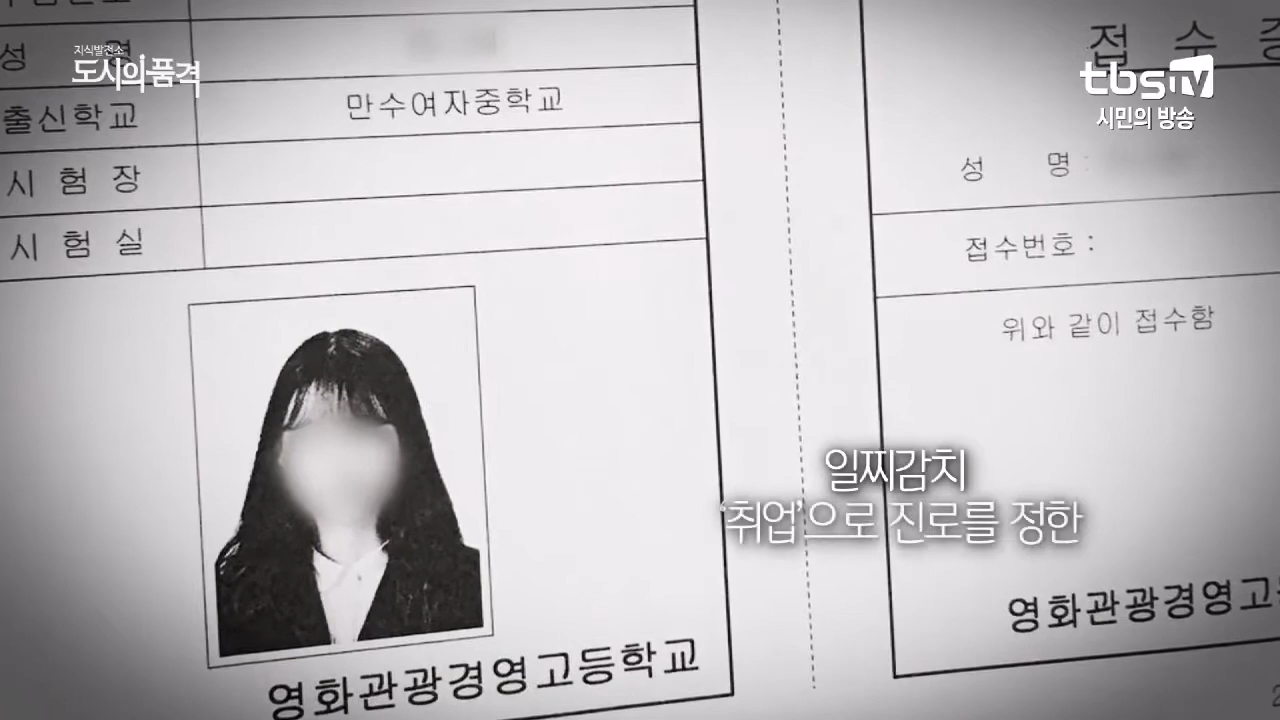 지식발전소
도시의 품격
tbs TV
시민의 방송
성 명
출신학교
만수여자중학교
시 험 장
시 험 실
영화관광경영고등학교
접 수
성 명 :
접수번호 :
위와 같이 접수함
영화관광경영고
일찌감치
‘취업’으로 진로를 정한